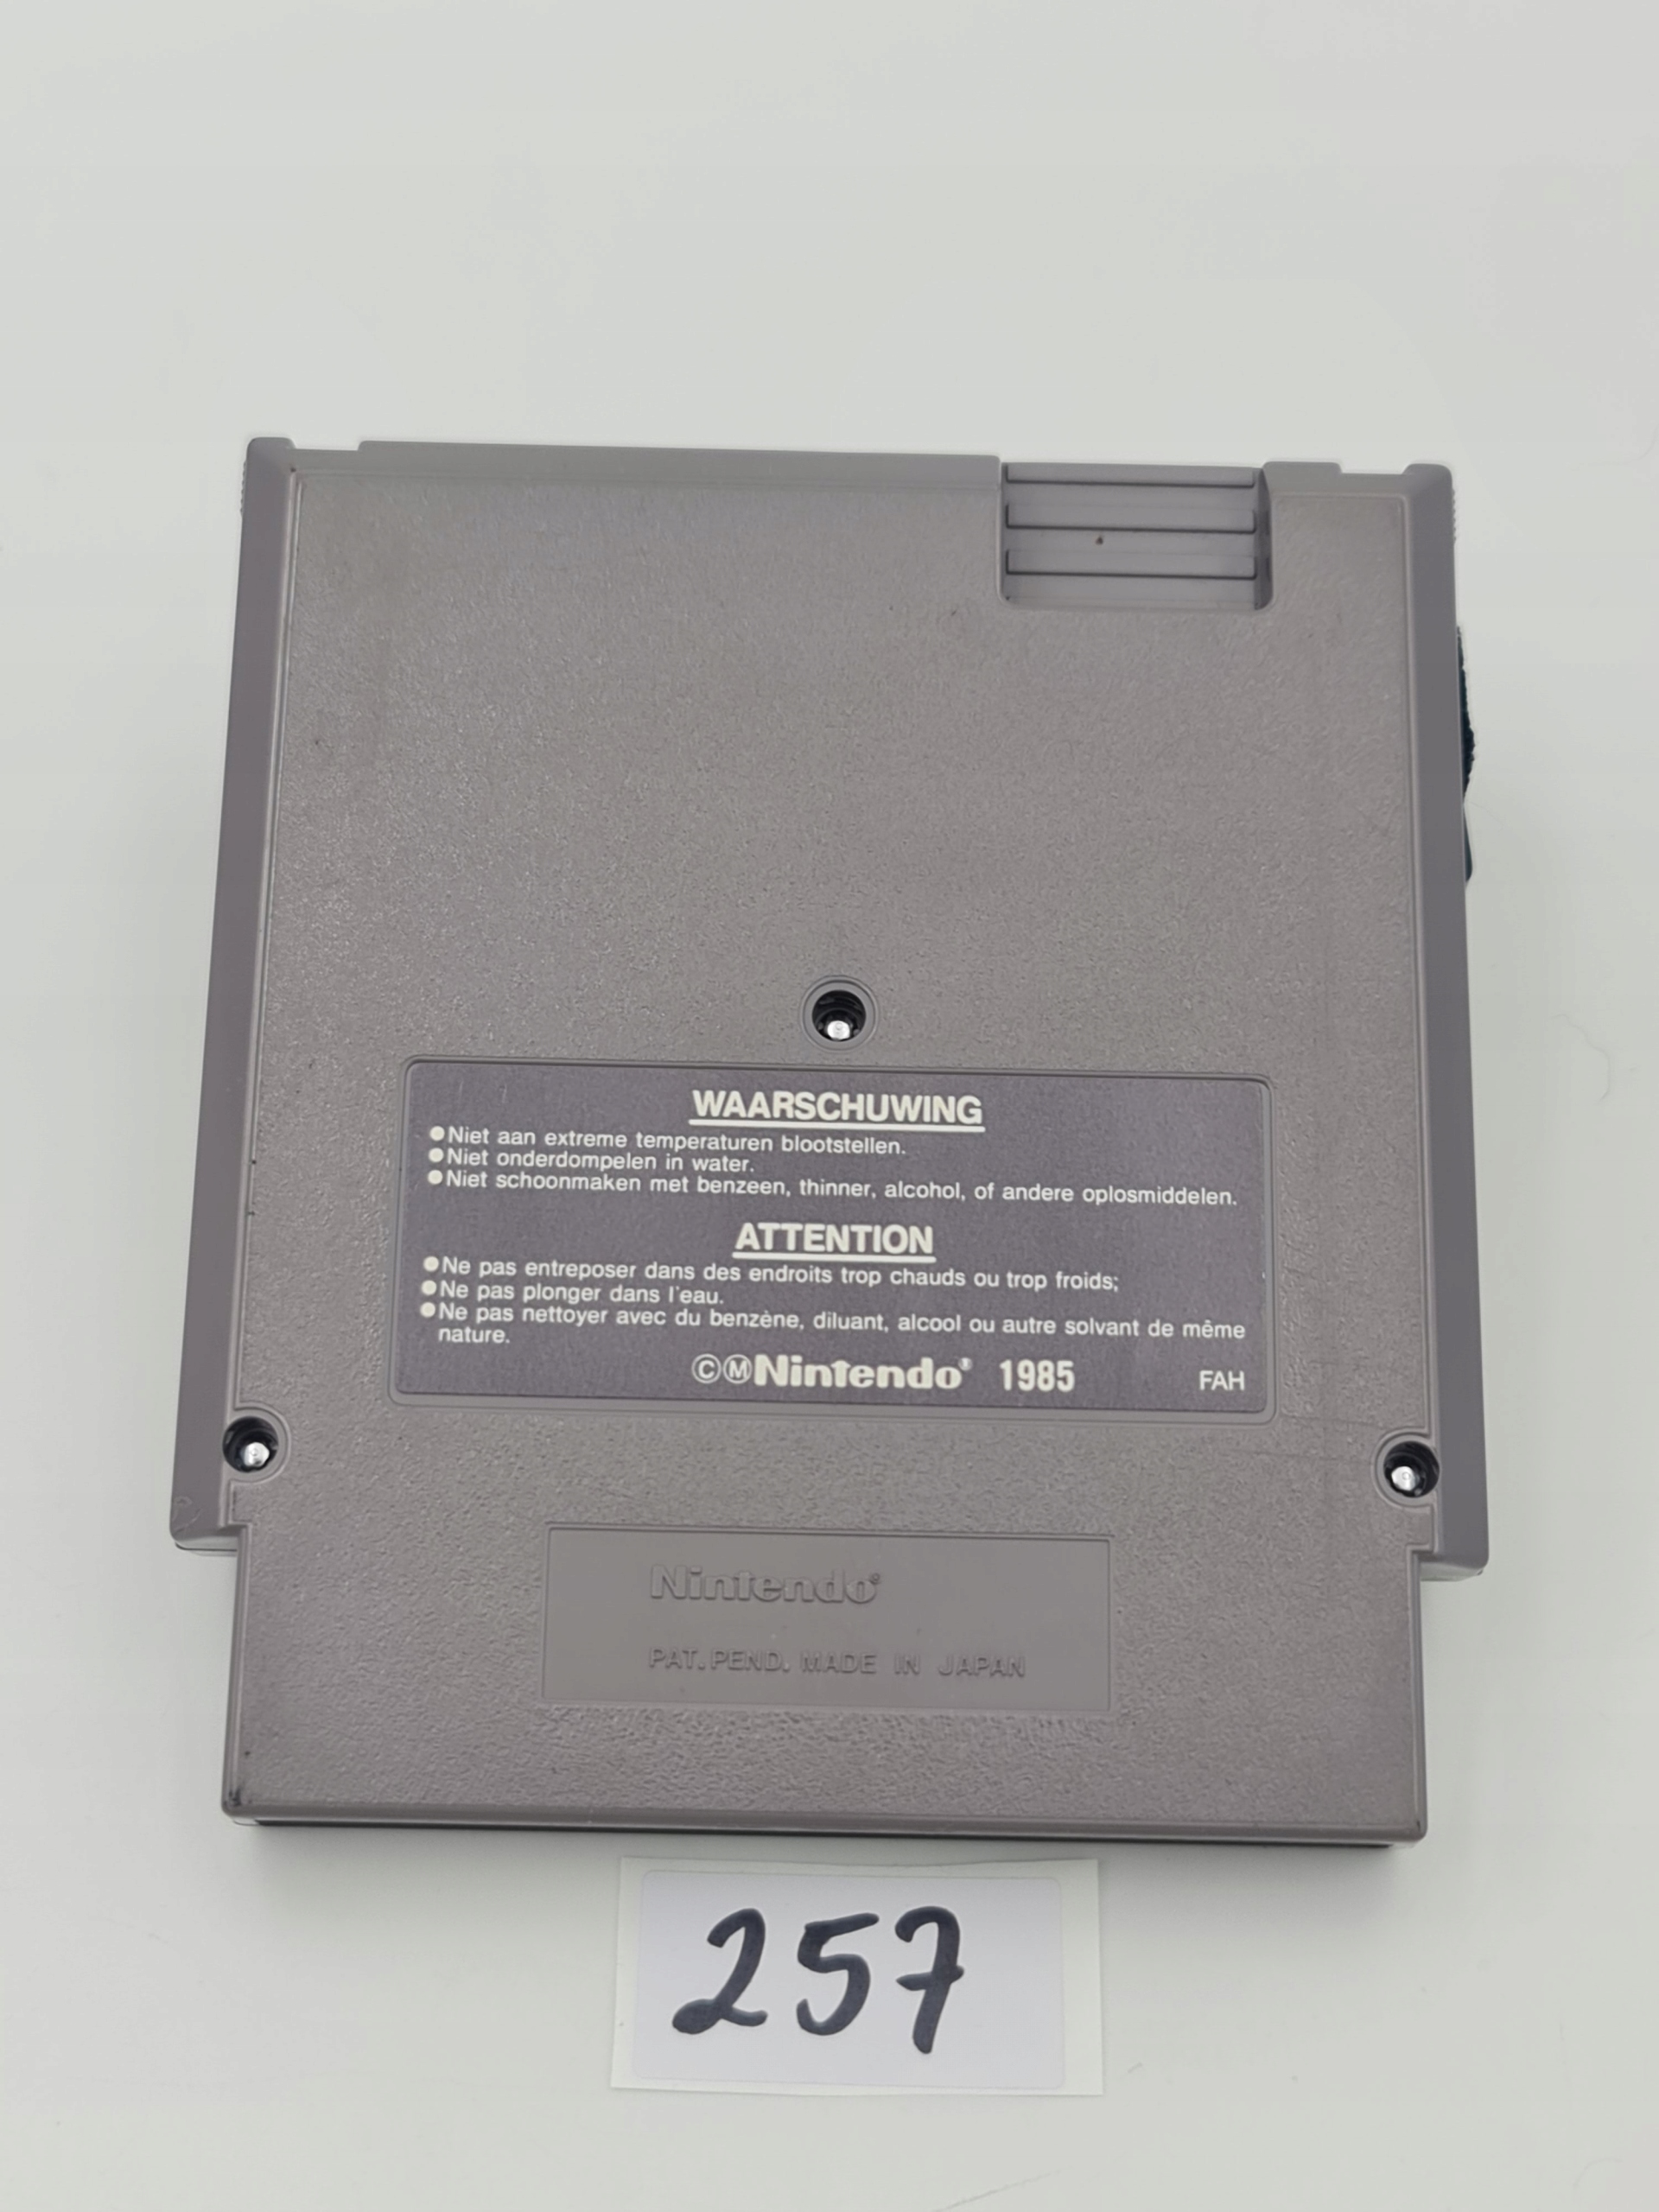 WAARSCHUWING
●Niet aan extreme temperaturen blootstellen.
●Niet onderdompelen in water.
●Niet schoonmaken met benzeen, thinner, alcohol, of andere oplosmiddelen.
ATTENTION
●Ne pas entreposer dans des endroits trop chauds ou trop froids;
●Ne pas plonger dans l'eau.
●Ne pas nettoyer avec du benzène, diluant, alcool ou autre solvant de même
nature.
©ⓂNintendo® 1985 FAH
Nintendo®
PAT. PEND. MADE IN JAPAN
257